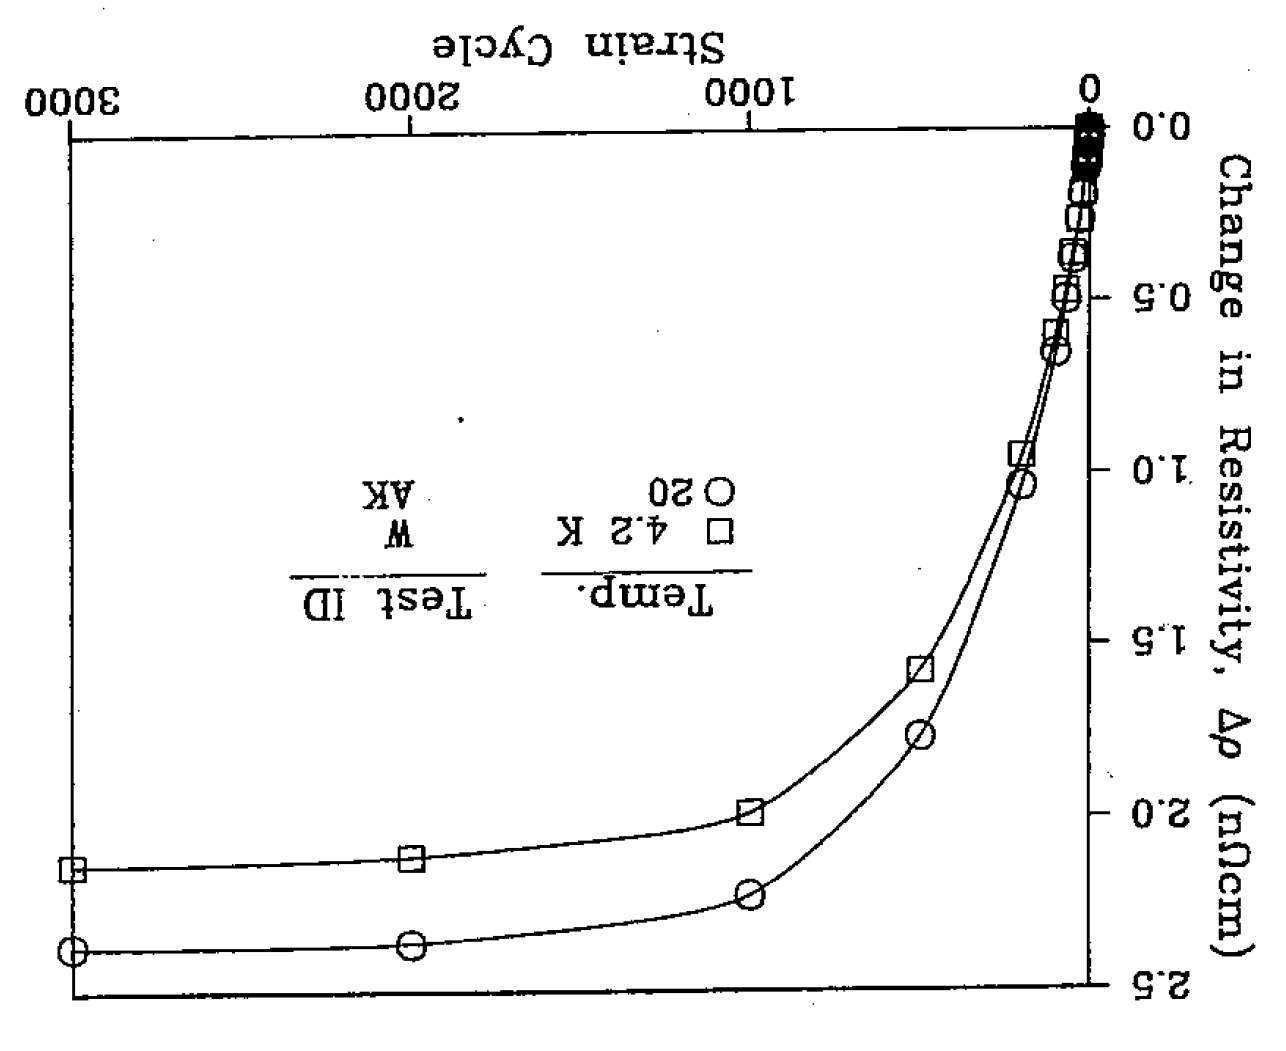 Change in Resistivity, Δρ (nΩcm)
2.5
2.0
1.5
1.0
0.5
0.0
Temp. Test ID
4.2 K W
20 AK
0 1000 2000 3000
Strain Cycle